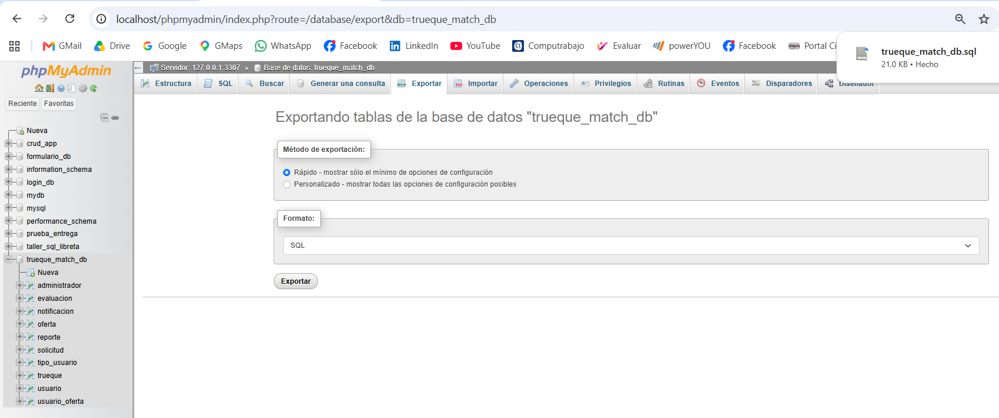 localhost/phpmyadmin/index.php?route=/database/export&db=trueque_match_db
GMail Drive Google GMaps WhatsApp Facebook LinkedIn YouTube Computrabajo Evaluar powerYOU Facebook Sisbén Portal Ci
trueque_match_db.sql
21,0 KB • Hecho
phpMyAdmin
Reciente Favoritas
Nueva
crud_app
formulario_db
information_schema
login_db
mydb
mysql
performance_schema
prueba_entrega
taller_sql_libreta
trueque_match_db
Nueva
administrador
evaluacion
notificacion
oferta
reporte
solicitud
tipo_usuario
trueque
usuario
usuario_oferta
Servidor: 127.0.0.1:3307 » Base de datos: trueque_match_db
Estructura SQL Buscar Generar una consulta Exportar Importar Operaciones Privilegios Rutinas Eventos Disparadores Diseñador
Exportando tablas de la base de datos "trueque_match_db"
Método de exportación:
Rápido - mostrar sólo el mínimo de opciones de configuración
Personalizado - mostrar todas las opciones de configuración posibles
Formato:
SQL
Exportar